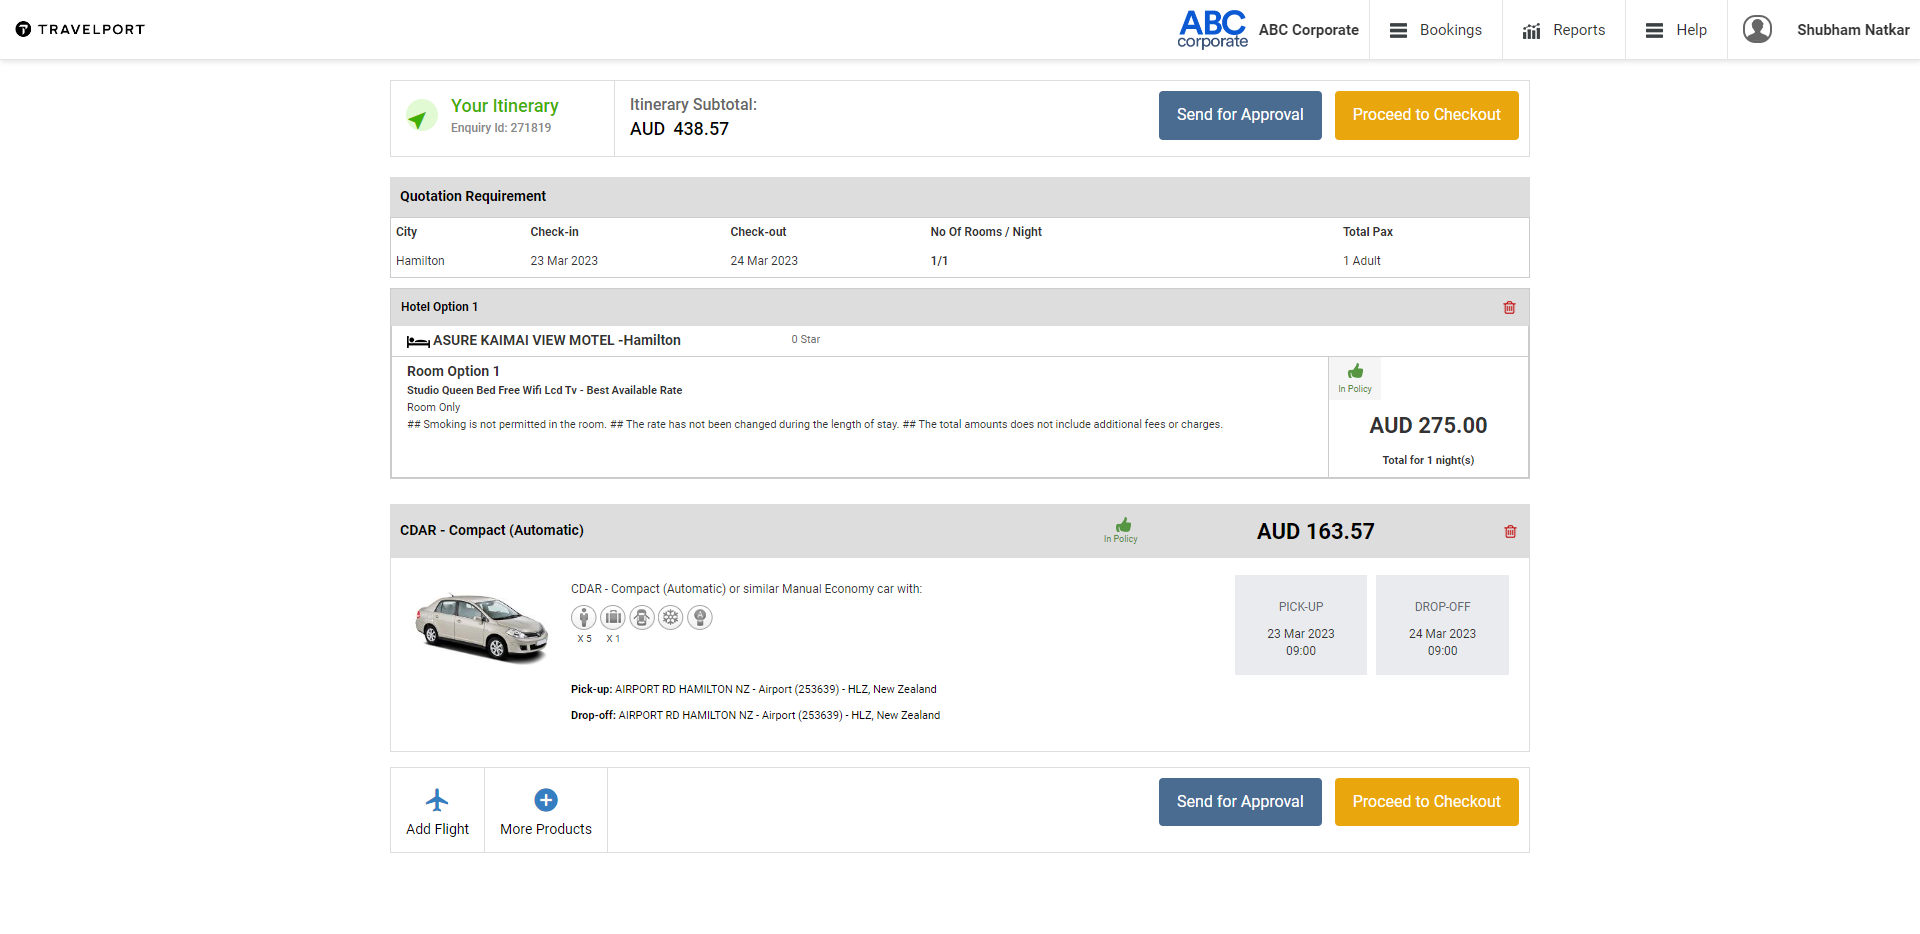 TRAVELPORT
ABC
corporate
ABC Corporate
Bookings
Reports
Help
Shubham Natkar
Your Itinerary
Enquiry Id: 271819
Itinerary Subtotal:
AUD 438.57
Send for Approval
Proceed to Checkout
Quotation Requirement
City Check-in Check-out No Of Rooms / Night Total Pax
Hamilton 23 Mar 2023 24 Mar 2023 1/1 1 Adult
Hotel Option 1
ASURE KAIMAI VIEW MOTEL -Hamilton 0 Star
Room Option 1
Studio Queen Bed Free Wifi Lcd Tv - Best Available Rate
Room Only
## Smoking is not permitted in the room. ## The rate has not been changed during the length of stay. ## The total amounts does not include additional fees or charges.
In Policy
AUD 275.00
Total for 1 night(s)
CDAR - Compact (Automatic)
In Policy
AUD 163.57
CDAR - Compact (Automatic) or similar Manual Economy car with:
A
X 5 X 1
Pick-up: AIRPORT RD HAMILTON NZ - Airport (253639) - HLZ, New Zealand
Drop-off: AIRPORT RD HAMILTON NZ - Airport (253639) - HLZ, New Zealand
PICK-UP
23 Mar 2023
09:00
DROP-OFF
24 Mar 2023
09:00
Add Flight
More Products
Send for Approval
Proceed to Checkout